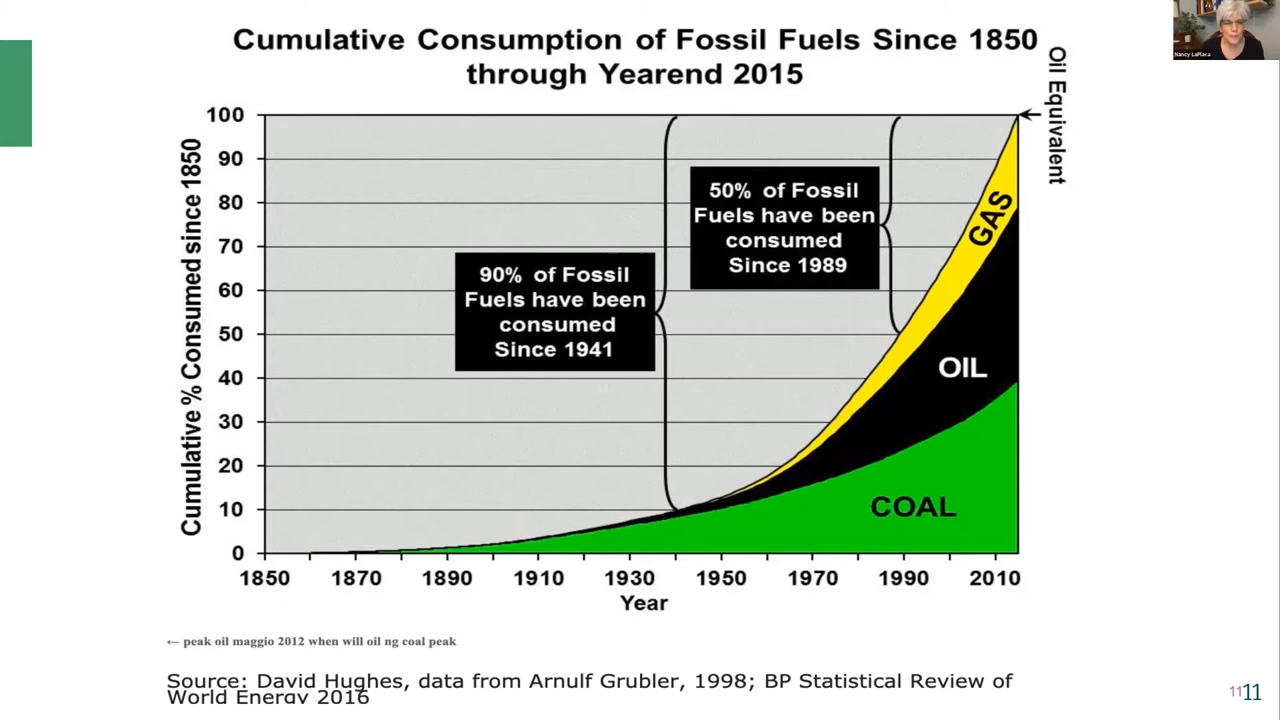 Cumulative Consumption of Fossil Fuels Since 1850
through Yearend 2015
Nancy LaPlaca
Oil Equivalent
Cumulative % Consumed since 1850
100
90
80
70
60
50
40
30
20
10
0
50% of Fossil
Fuels have been
consumed
Since 1989
90% of Fossil
Fuels have been
consumed
Since 1941
GAS
OIL
COAL
1850 1870 1890 1910 1930 1950 1970 1990 2010
Year
← peak oil maggio 2012 when will oil ng coal peak
Source: David Hughes, data from Arnulf Grubler, 1998; BP Statistical Review of
World Energy 2016
11 11